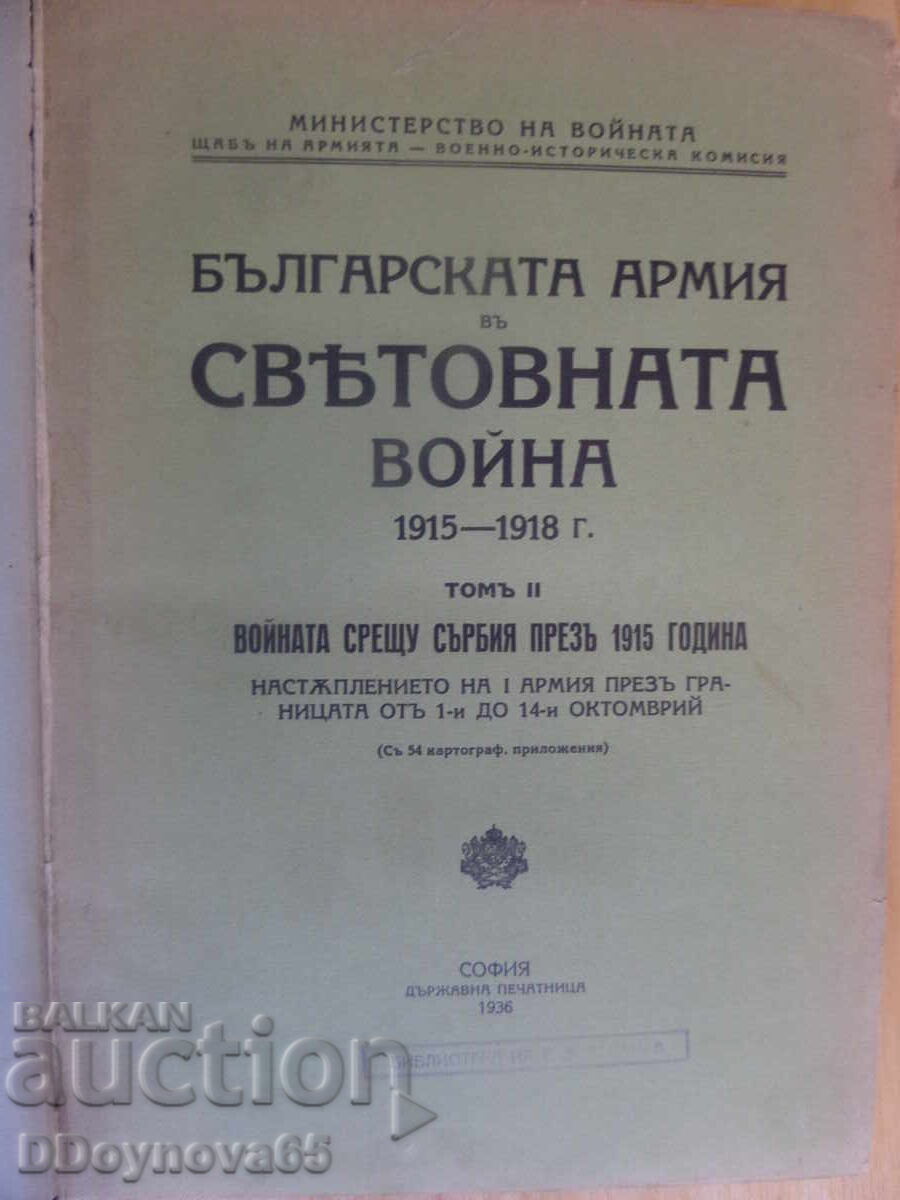 МИНИСТЕРСТВО НА ВОЙНАТА
ЩАБЪ НА АРМИЯТА — ВОЕННО-ИСТОРИЧЕСКА КОМИСИЯ
БЪЛГАРСКАТА АРМИЯ
ВЪ
СВѢТОВНАТА
ВОЙНА
1915—1918 г.
ТОМЪ II
ВОЙНАТА СРЕЩУ СЪРБИЯ ПРЕЗЪ 1915 ГОДИНА
НАСТѪПЛЕНИЕТО НА I АРМИЯ ПРЕЗЪ ГРА-
НИЦАТА ОТЪ 1-и ДО 14-и ОКТОМВРИЙ
(Съ 54 картограф. приложения)
СОФИЯ
ДЪРЖАВНА ПЕЧАТНИЦА
1936
БИБЛИОТЕКА НА
BALKAN
auction
DDoynova65